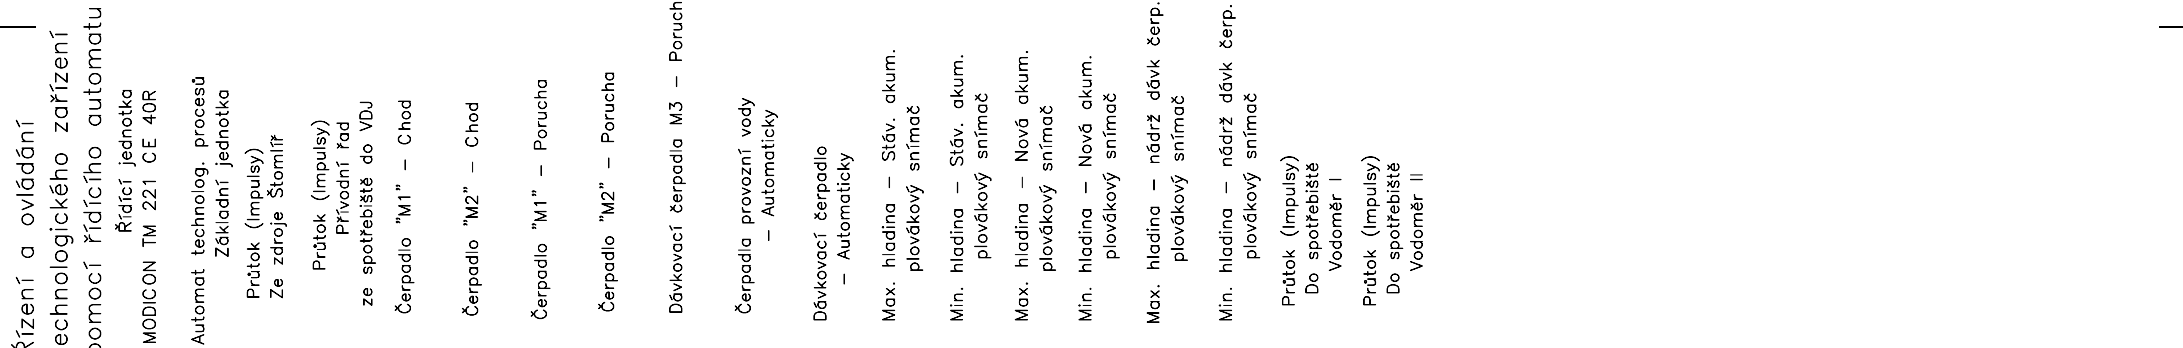 Řízení a ovládání
technologického zařízení
pomocí řídícího automatu
Řídící jednotka
MODICON TM 221 CE 40R
Automat technolog. procesů
Základní jednotka
Průtok (Impulsy)
Ze zdroje Štomlíř
Průtok (Impulsy)
Přívodní řad
ze spotřebiště do VDJ
Čerpadlo "M1" – Chod
Čerpadlo "M2" – Chod
Čerpadlo "M1" – Porucha
Čerpadlo "M2" – Porucha
Dávkovací čerpadla M3 – Poruch
Čerpadla provozní vody
– Automaticky
Dávkovací čerpadlo
– Automaticky
Max. hladina – Stáv. akum.
plovákový snímač
Min. hladina – Stáv. akum.
plovákový snímač
Max. hladina – Nová akum.
plovákový snímač
Min. hladina – Nová akum.
plovákový snímač
Max. hladina – nádrž dávk čerp.
plovákový snímač
Min. hladina – nádrž dávk čerp.
plovákový snímač
Průtok (Impulsy)
Do spotřebiště
Vodoměr I
Průtok (Impulsy)
Do spotřebiště
Vodoměr II